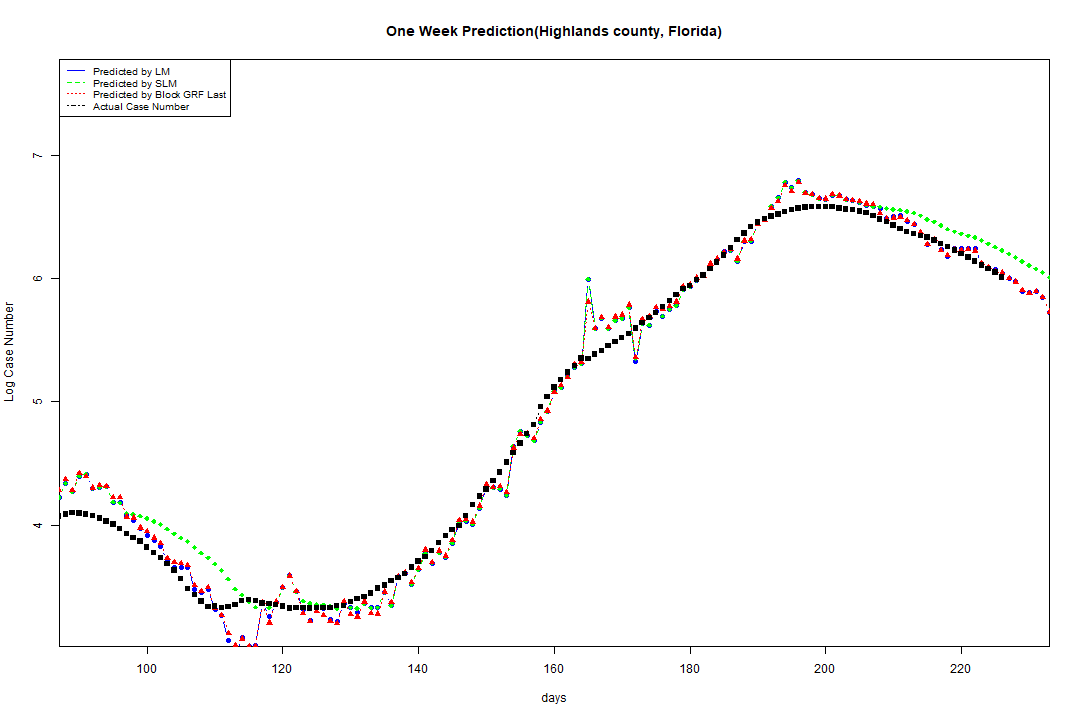 One Week Prediction(Highlands county, Florida)
Predicted by LM
Predicted by SLM
Predicted by Block GRF Last
Actual Case Number
7
6
5
4
Log Case Number
100 120 140 160 180 200 220
days